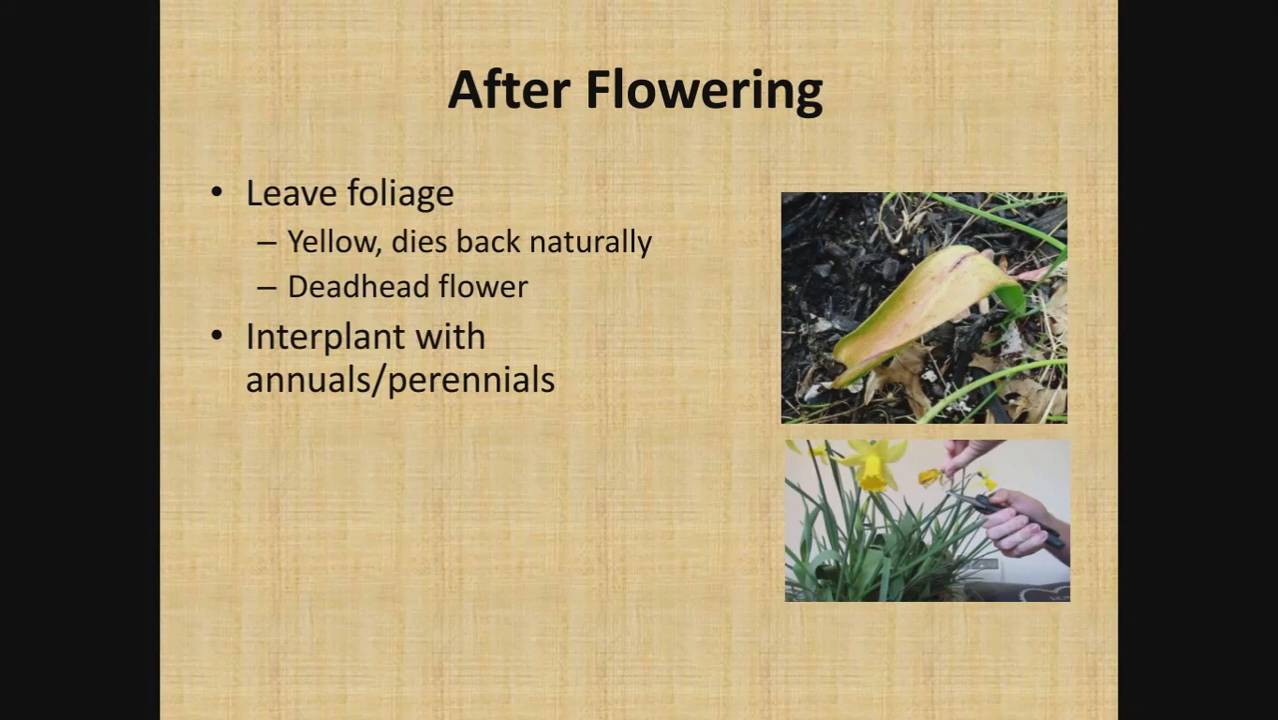 After Flowering
• Leave foliage
– Yellow, dies back naturally
– Deadhead flower
• Interplant with
annuals/perennials